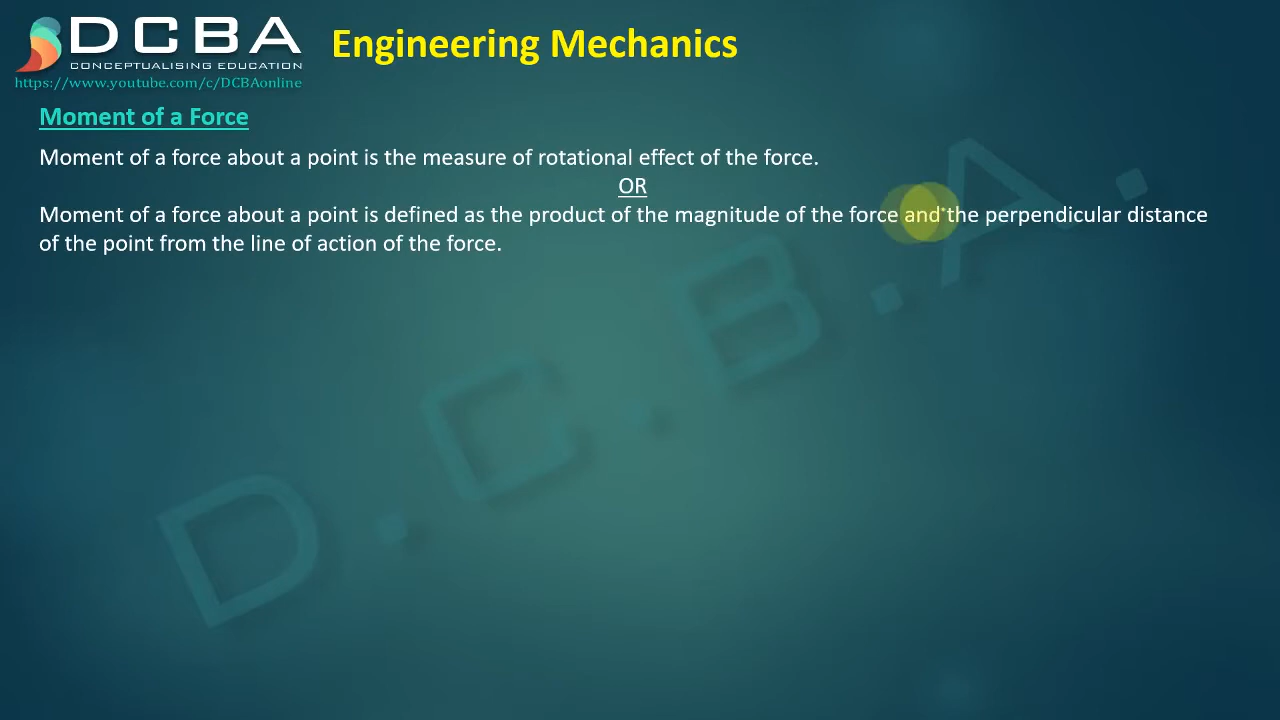 DCBA
CONCEPTUALISING EDUCATION
https://www.youtube.com/c/DCBAonline
Engineering Mechanics
Moment of a Force
Moment of a force about a point is the measure of rotational effect of the force.
OR
Moment of a force about a point is defined as the product of the magnitude of the force and the perpendicular distance
of the point from the line of action of the force.
D.C.B.A.